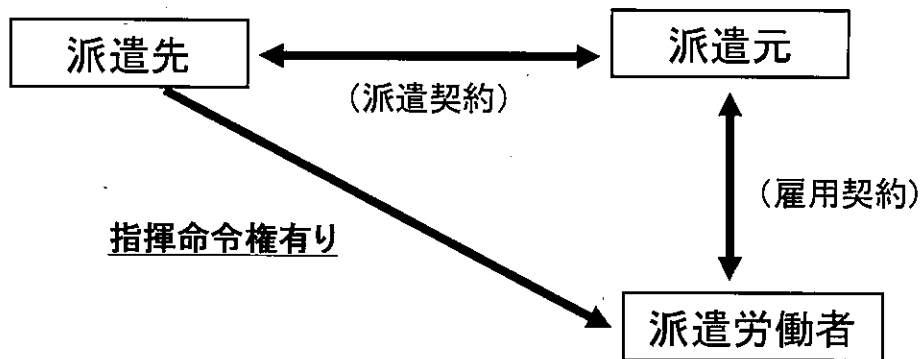 派遣先
派遣元
（派遣契約）
（雇用契約）
指揮命令権有り
派遣労働者